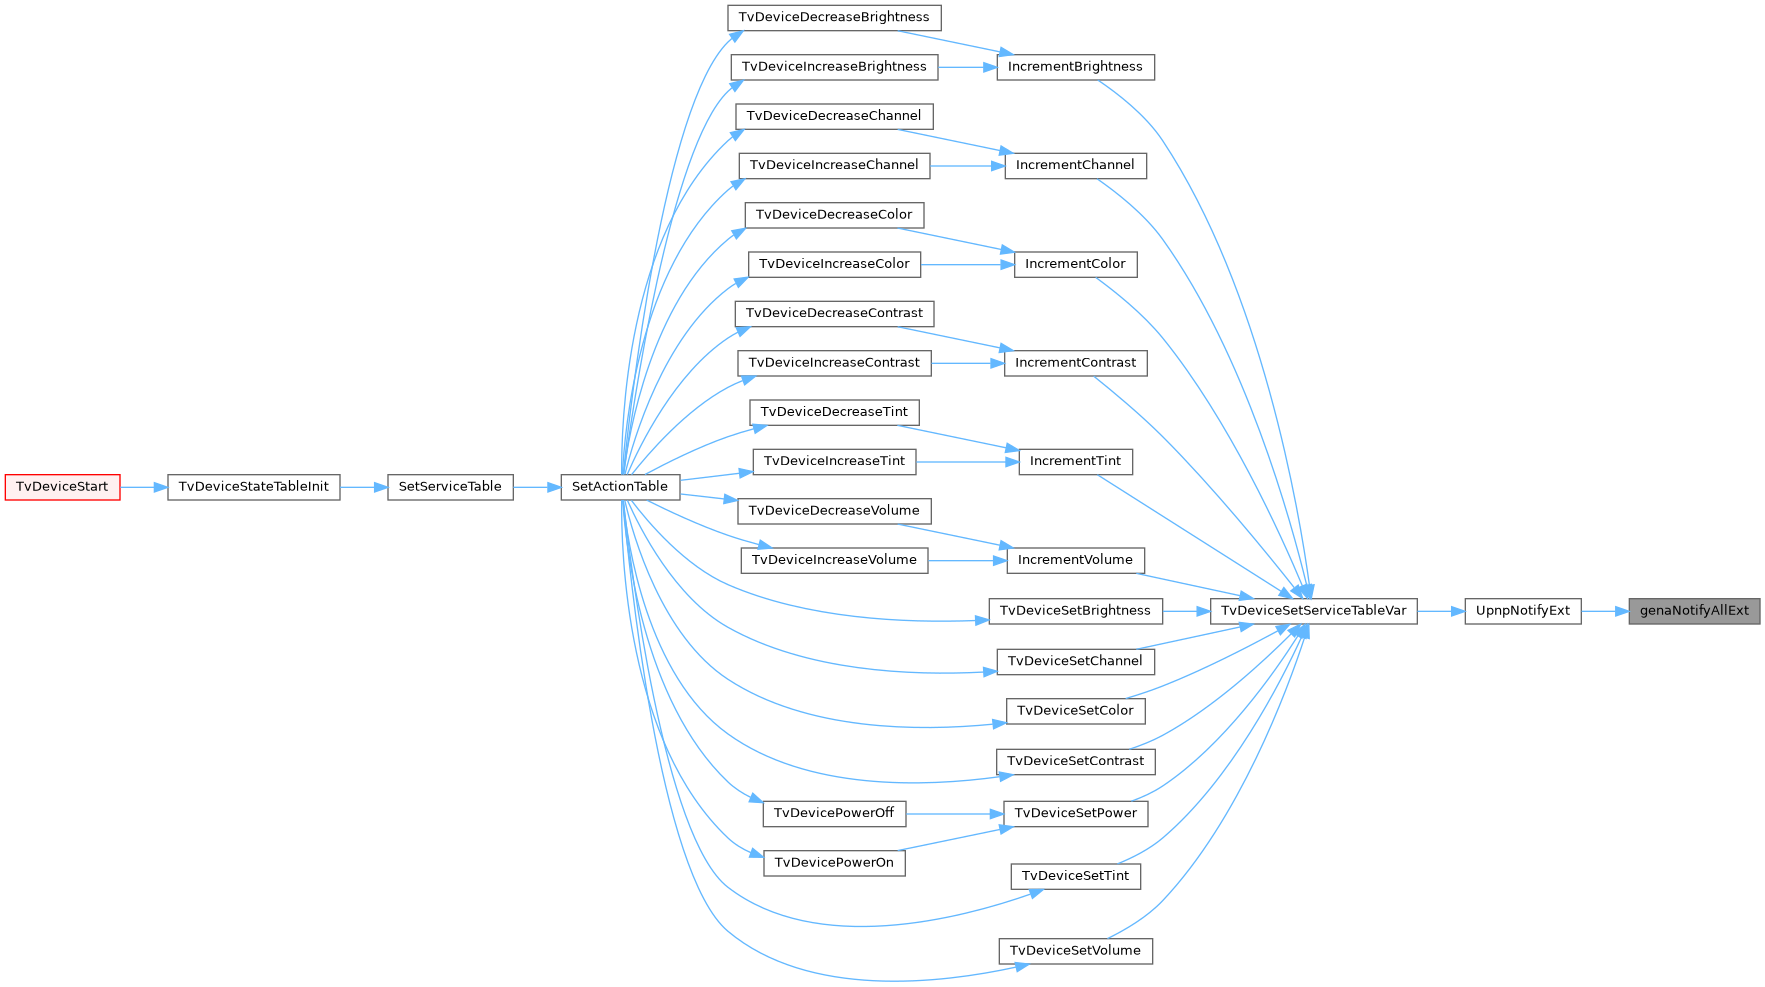 TvDeviceDecreaseBrightness
TvDeviceIncreaseBrightness
IncrementBrightness
TvDeviceDecreaseChannel
TvDeviceIncreaseChannel
IncrementChannel
TvDeviceDecreaseColor
TvDeviceIncreaseColor
IncrementColor
TvDeviceDecreaseContrast
TvDeviceIncreaseContrast
IncrementContrast
TvDeviceDecreaseTint
TvDeviceIncreaseTint
IncrementTint
TvDeviceStart
TvDeviceStateTableInit
SetServiceTable
SetActionTable
TvDeviceDecreaseVolume
TvDeviceIncreaseVolume
IncrementVolume
TvDeviceSetBrightness
TvDeviceSetServiceTableVar
UpnpNotifyExt
genaNotifyAllExt
TvDeviceSetChannel
TvDeviceSetColor
TvDeviceSetContrast
TvDevicePowerOff
TvDeviceSetPower
TvDevicePowerOn
TvDeviceSetTint
TvDeviceSetVolume